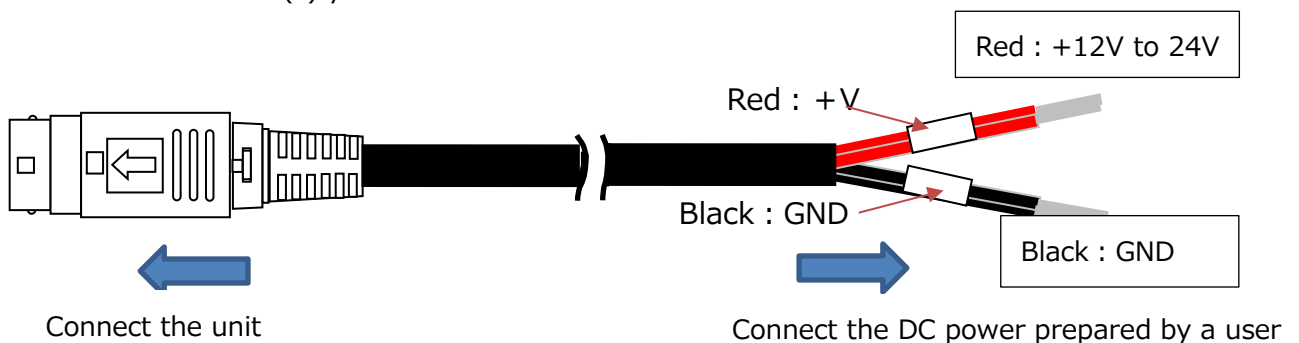 Red : +12V to 24V
Red : +V
Black : GND
Black : GND
Connect the unit
Connect the DC power prepared by a user